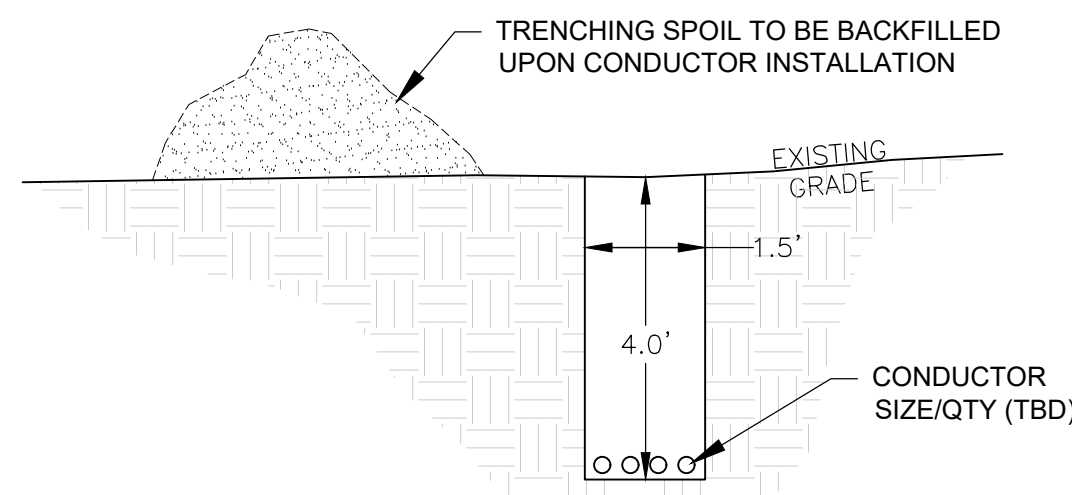 TRENCHING SPOIL TO BE BACKFILLED
UPON CONDUCTOR INSTALLATION
EXISTING
GRADE
1.5'
4.0'
CONDUCTOR
SIZE/QTY (TBD)